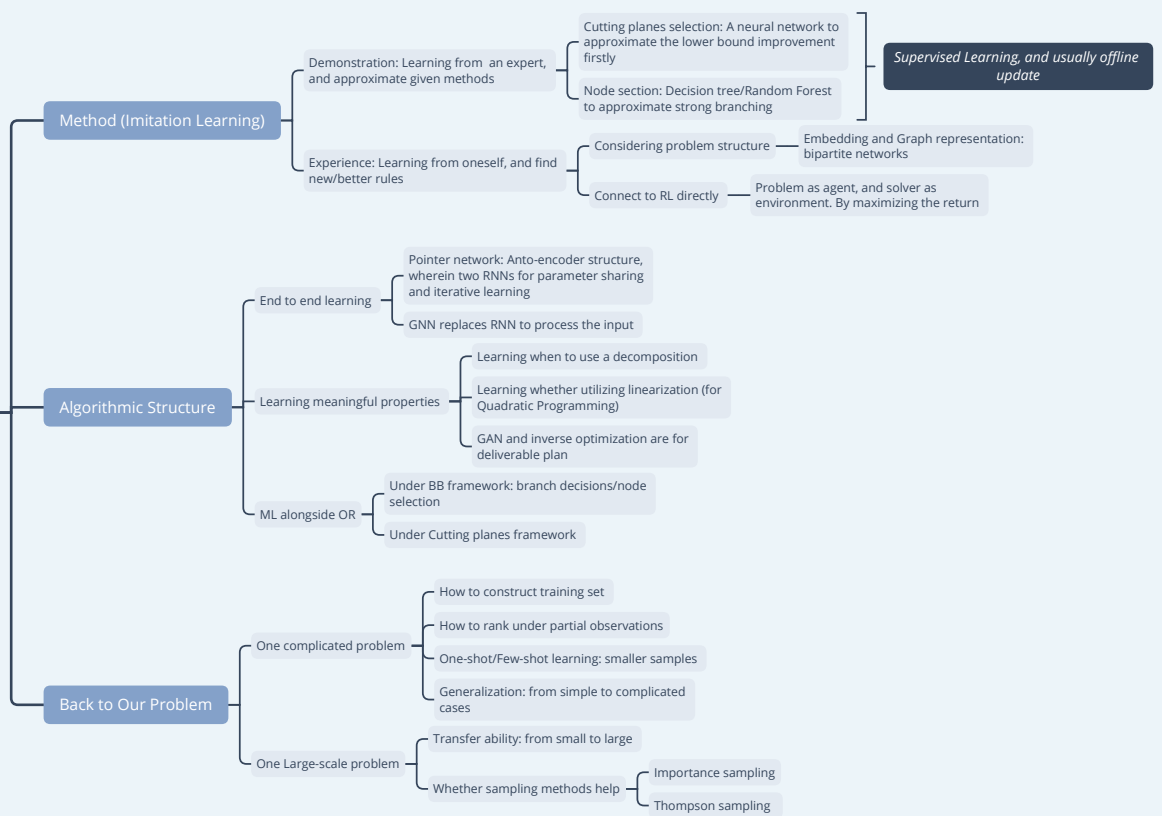 Method (Imitation Learning)
Demonstration: Learning from an expert,
and approximate given methods
Cutting planes selection: A neural network to
approximate the lower bound improvement
firstly
Node section: Decision tree/Random Forest
to approximate strong branching
Supervised Learning, and usually offline
update
Experience: Learning from oneself, and find
new/better rules
Considering problem structure
Embedding and Graph representation:
bipartite networks
Connect to RL directly
Problem as agent, and solver as
environment. By maximizing the return
Algorithmic Structure
End to end learning
Pointer network: Anto-encoder structure,
wherein two RNNs for parameter sharing
and iterative learning
GNN replaces RNN to process the input
Learning meaningful properties
Learning when to use a decomposition
Learning whether utilizing linearization (for
Quadratic Programming)
GAN and inverse optimization are for
deliverable plan
ML alongside OR
Under BB framework: branch decisions/node
selection
Under Cutting planes framework
Back to Our Problem
One complicated problem
How to construct training set
How to rank under partial observations
One-shot/Few-shot learning: smaller samples
Generalization: from simple to complicated
cases
One Large-scale problem
Transfer ability: from small to large
Whether sampling methods help
Importance sampling
Thompson sampling